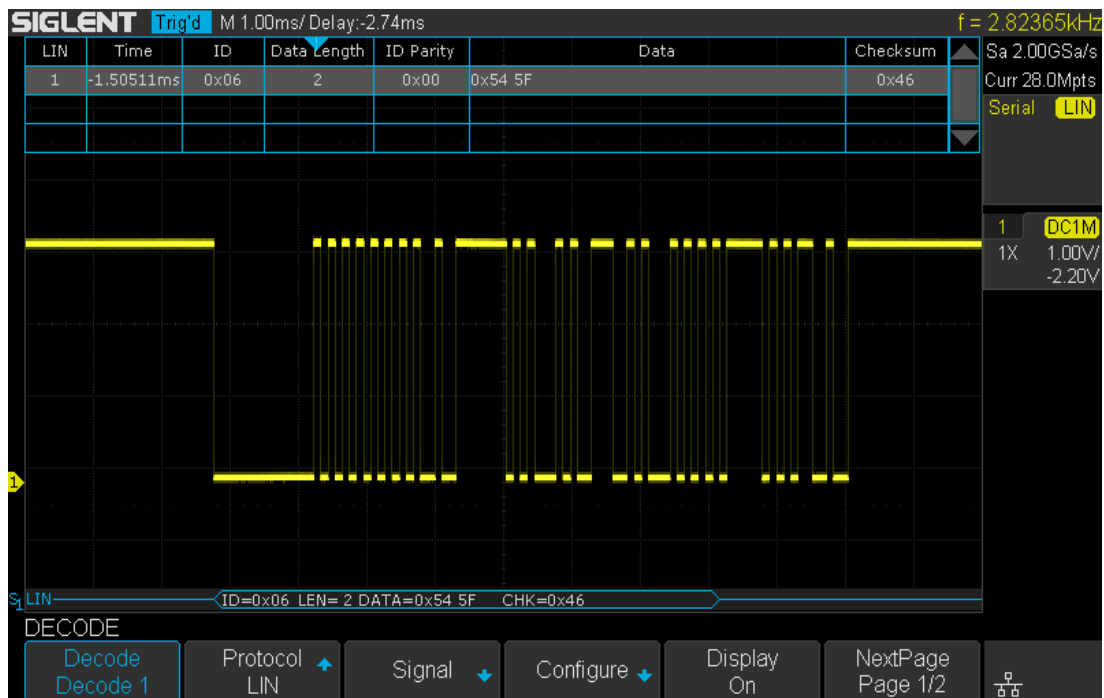 SIGLENT Trig'd M 1.00ms/ Delay:-2.74ms f = 2.82365kHz
LIN Time ID Data Length ID Parity Data Checksum
1 -1.50511ms 0x06 2 0x00 0x54 5F 0x46
Sa 2.00GSa/s
Curr 28.0Mpts
Serial LIN
1 DC1M
1X 1.00V/
-2.20V
1
S1 LIN ID=0x06 LEN= 2 DATA=0x54 5F CHK=0x46
DECODE
Decode
Decode 1
Protocol
LIN
Signal
Configure
Display
On
NextPage
Page 1/2